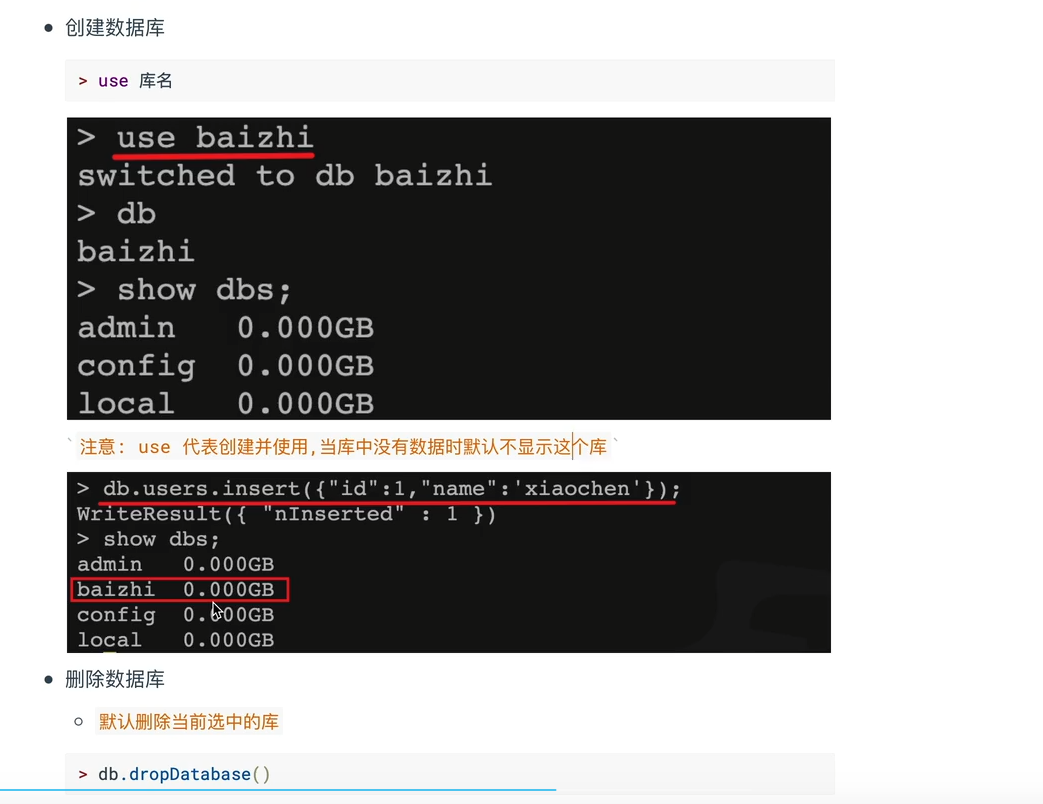 创建数据库
> use 库名
> use baizhi
switched to db baizhi
> db
baizhi
> show dbs;
admin   0.000GB
config  0.000GB
local   0.000GB
`注意: use 代表创建并使用,当库中没有数据时默认不显示这个库`
> db.users.insert({"id":1,"name":'xiaochen'});
WriteResult({ "nInserted" : 1 })
> show dbs;
admin   0.000GB
baizhi  0.000GB
config  0.000GB
local   0.000GB
删除数据库
默认删除当前选中的库
> db.dropDatabase()